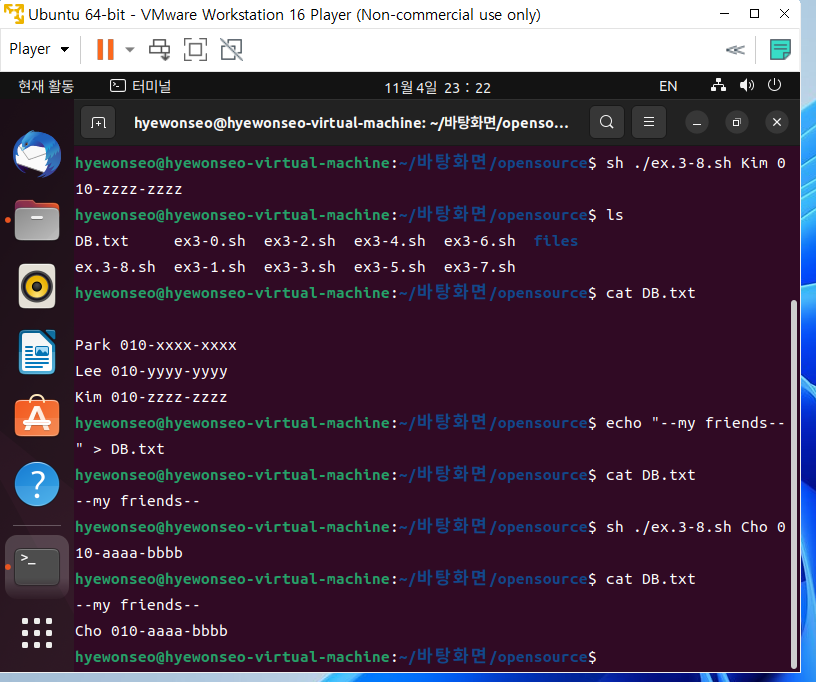 Ubuntu 64-bit - VMware Workstation 16 Player (Non-commercial use only)
Player
현재 활동 터미널 11월 4일 23 : 22 EN
hyewonseo@hyewonseo-virtual-machine: ~/바탕화면/openso...
hyewonseo@hyewonseo-virtual-machine:~/바탕화면/opensource$ sh ./ex.3-8.sh Kim 0
10-zzzz-zzzz
hyewonseo@hyewonseo-virtual-machine:~/바탕화면/opensource$ ls
DB.txt ex3-0.sh ex3-2.sh ex3-4.sh ex3-6.sh files
ex.3-8.sh ex3-1.sh ex3-3.sh ex3-5.sh ex3-7.sh
hyewonseo@hyewonseo-virtual-machine:~/바탕화면/opensource$ cat DB.txt
Park 010-xxxx-xxxx
Lee 010-yyyy-yyyy
Kim 010-zzzz-zzzz
hyewonseo@hyewonseo-virtual-machine:~/바탕화면/opensource$ echo "--my friends--
" > DB.txt
hyewonseo@hyewonseo-virtual-machine:~/바탕화면/opensource$ cat DB.txt
--my friends--
hyewonseo@hyewonseo-virtual-machine:~/바탕화면/opensource$ sh ./ex.3-8.sh Cho 0
10-aaaa-bbbb
hyewonseo@hyewonseo-virtual-machine:~/바탕화면/opensource$ cat DB.txt
--my friends--
Cho 010-aaaa-bbbb
hyewonseo@hyewonseo-virtual-machine:~/바탕화면/opensource$